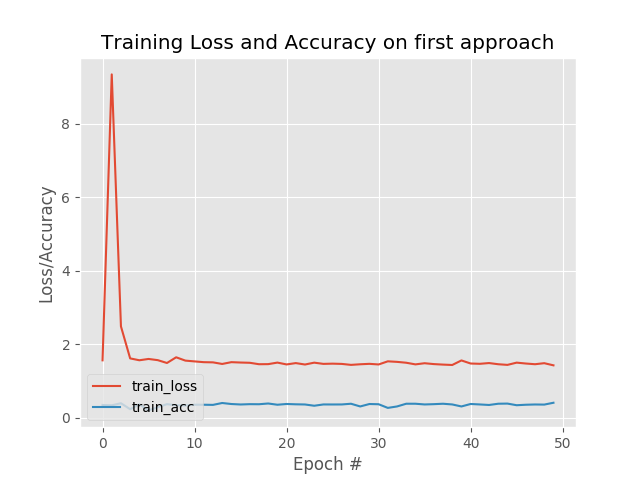 Training Loss and Accuracy on first approach
8
6
4
2
0
Loss/Accuracy
train_loss
train_acc
0 10 20 30 40 50
Epoch #